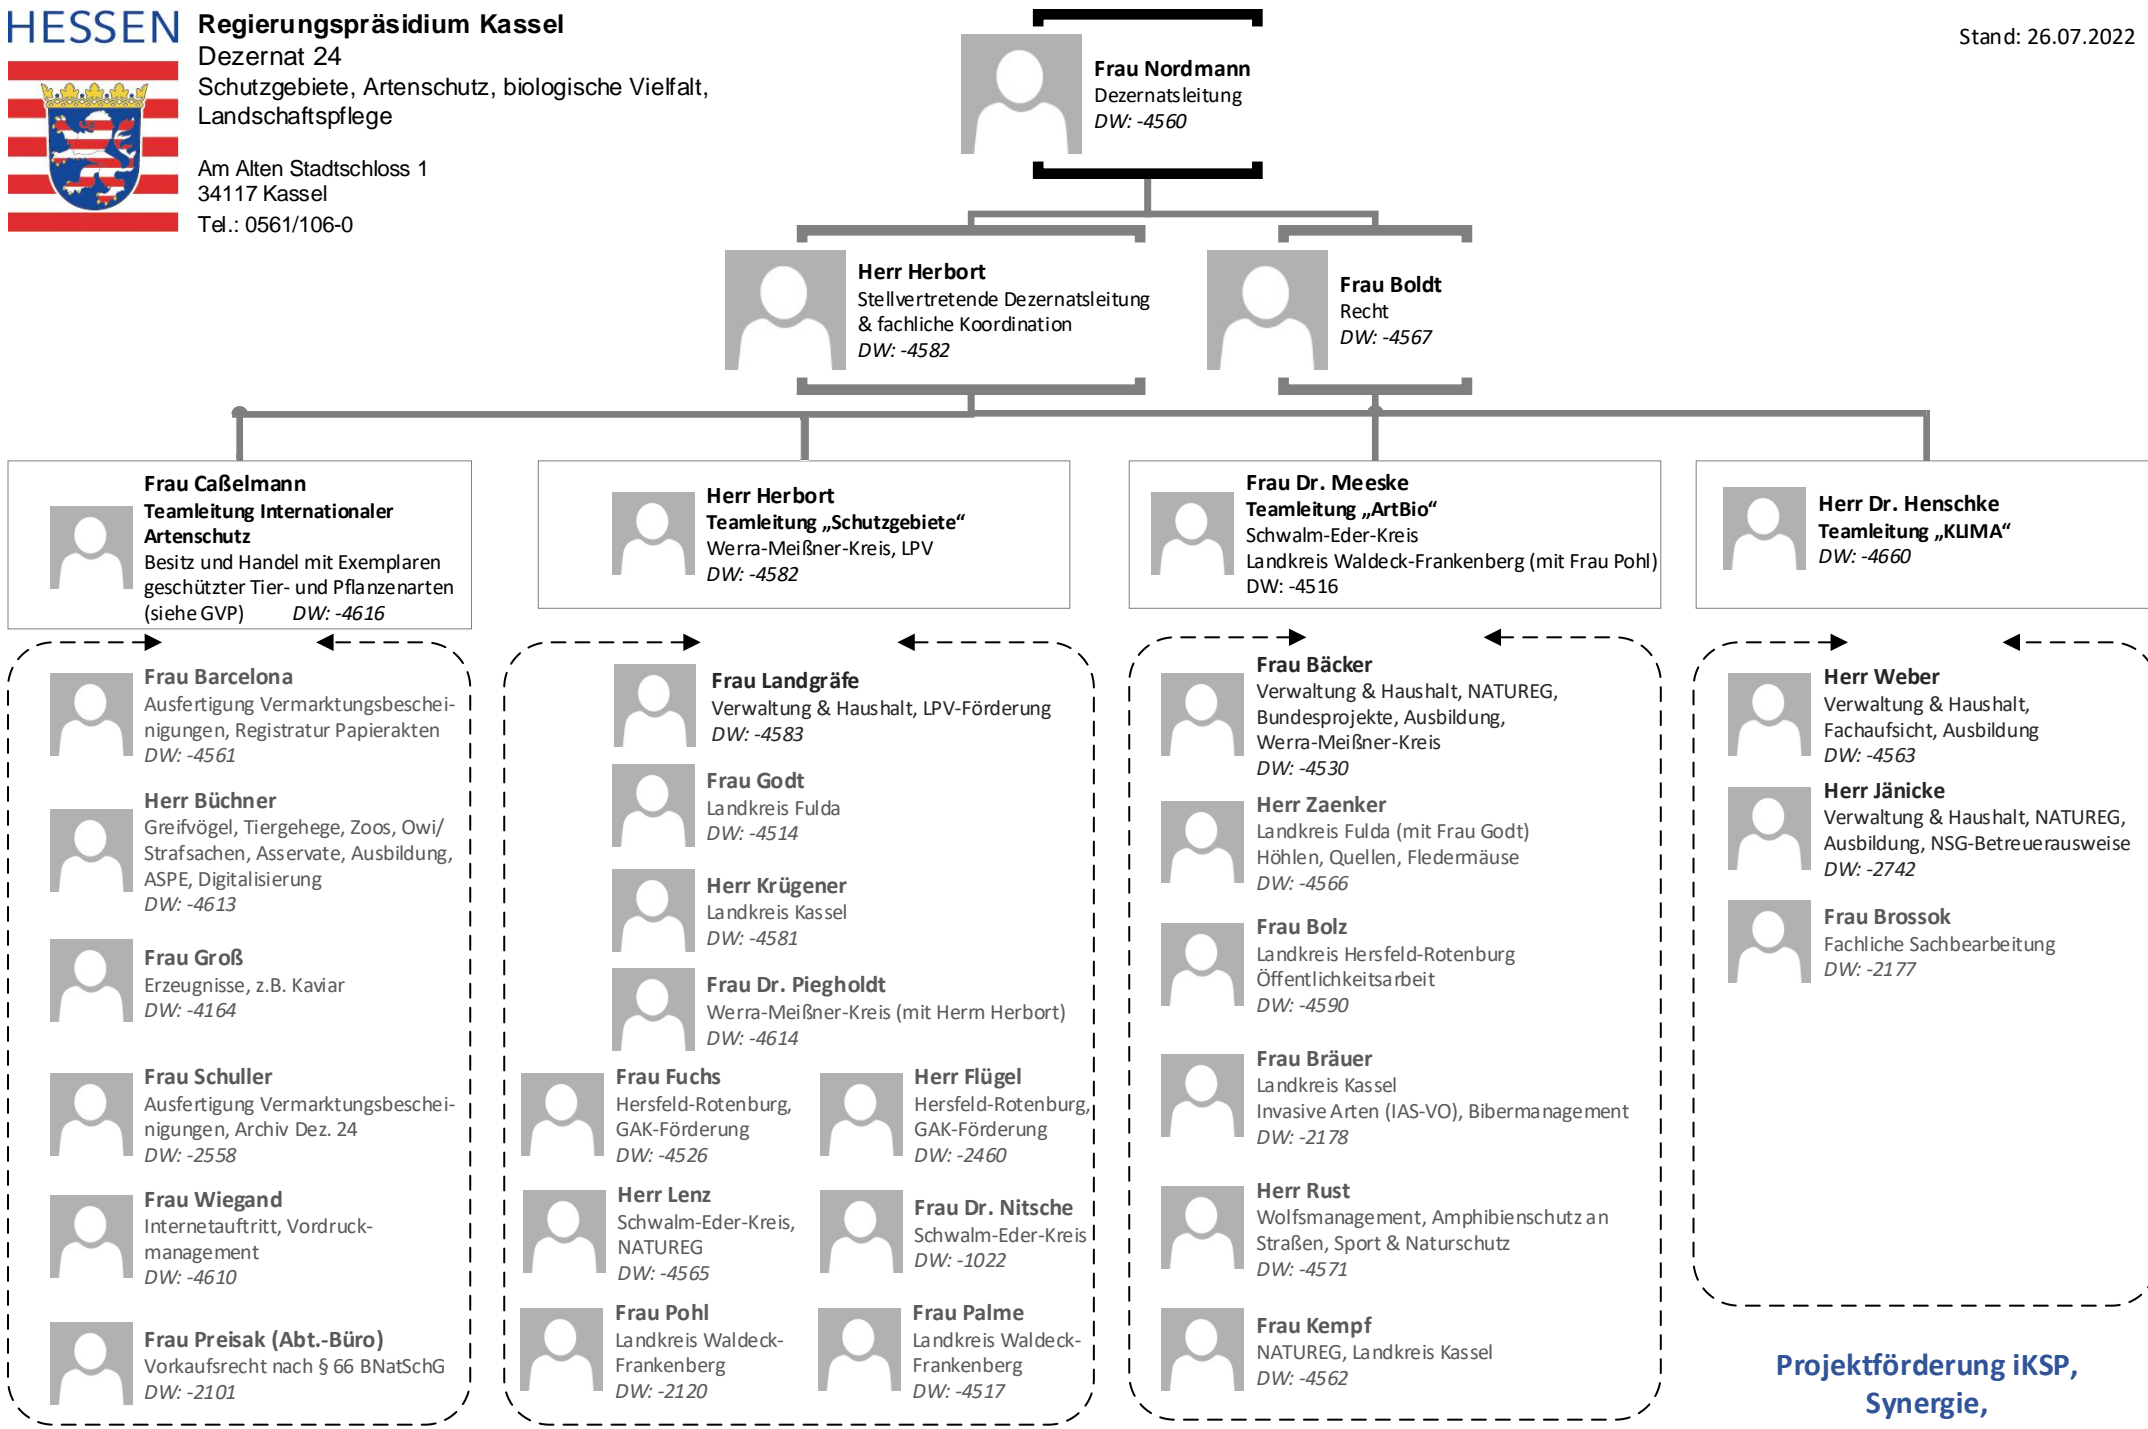 HESSEN
Regierungspräsidium Kassel
Dezernat 24
Schutzgebiete, Artenschutz, biologische Vielfalt,
Landschaftspflege
Am Alten Stadtschloss 1
34117 Kassel
Tel.: 0561/106-0
Stand: 26.07.2022
Frau Nordmann
Dezernatsleitung
DW: -4560
Herr Herbort
Stellvertretende Dezernatsleitung
& fachliche Koordination
DW: -4582
Frau Boldt
Recht
DW: -4567
Frau Caßelmann
Teamleitung Internationaler
Artenschutz
Besitz und Handel mit Exemplaren
geschützter Tier- und Pflanzenarten
(siehe GVP) DW: -4616
Frau Barcelona
Ausfertigung Vermarktungsbeschei-
nigungen, Registratur Papierakten
DW: -4561
Herr Büchner
Greifvögel, Tiergehege, Zoos, Owi/
Strafsachen, Asservate, Ausbildung,
ASPE, Digitalisierung
DW: -4613
Frau Groß
Erzeugnisse, z.B. Kaviar
DW: -4164
Frau Schuller
Ausfertigung Vermarktungsbeschei-
nigungen, Archiv Dez. 24
DW: -2558
Frau Wiegand
Internetauftritt, Vordruck-
management
DW: -4610
Frau Preisak (Abt.-Büro)
Vorkaufsrecht nach § 66 BNatSchG
DW: -2101
Herr Herbort
Teamleitung „Schutzgebiete“
Werra-Meißner-Kreis, LPV
DW: -4582
Frau Landgräfe
Verwaltung & Haushalt, LPV-Förderung
DW: -4583
Frau Godt
Landkreis Fulda
DW: -4514
Herr Krügener
Landkreis Kassel
DW: -4581
Frau Dr. Piegholdt
Werra-Meißner-Kreis (mit Herrn Herbort)
DW: -4614
Frau Fuchs
Hersfeld-Rotenburg,
GAK-Förderung
DW: -4526
Herr Flügel
Hersfeld-Rotenburg,
GAK-Förderung
DW: -2460
Herr Lenz
Schwalm-Eder-Kreis,
NATUREG
DW: -4565
Frau Dr. Nitsche
Schwalm-Eder-Kreis
DW: -1022
Frau Pohl
Landkreis Waldeck-
Frankenberg
DW: -2120
Frau Palme
Landkreis Waldeck-
Frankenberg
DW: -4517
Frau Dr. Meeske
Teamleitung „ArtBio“
Schwalm-Eder-Kreis
Landkreis Waldeck-Frankenberg (mit Frau Pohl)
DW: -4516
Frau Bäcker
Verwaltung & Haushalt, NATUREG,
Bundesprojekte, Ausbildung,
Werra-Meißner-Kreis
DW: -4530
Herr Zaenker
Landkreis Fulda (mit Frau Godt)
Höhlen, Quellen, Fledermäuse
DW: -4566
Frau Bolz
Landkreis Hersfeld-Rotenburg
Öffentlichkeitsarbeit
DW: -4590
Frau Bräuer
Landkreis Kassel
Invasive Arten (IAS-VO), Bibermanagement
DW: -2178
Herr Rust
Wolfsmanagement, Amphibienschutz an
Straßen, Sport & Naturschutz
DW: -4571
Frau Kempf
NATUREG, Landkreis Kassel
DW: -4562
Herr Dr. Henschke
Teamleitung „KLIMA“
DW: -4660
Herr Weber
Verwaltung & Haushalt,
Fachaufsicht, Ausbildung
DW: -4563
Herr Jänicke
Verwaltung & Haushalt, NATUREG,
Ausbildung, NSG-Betreuerausweise
DW: -2742
Frau Brossok
Fachliche Sachbearbeitung
DW: -2177
Projektförderung iKSP,
Synergie,